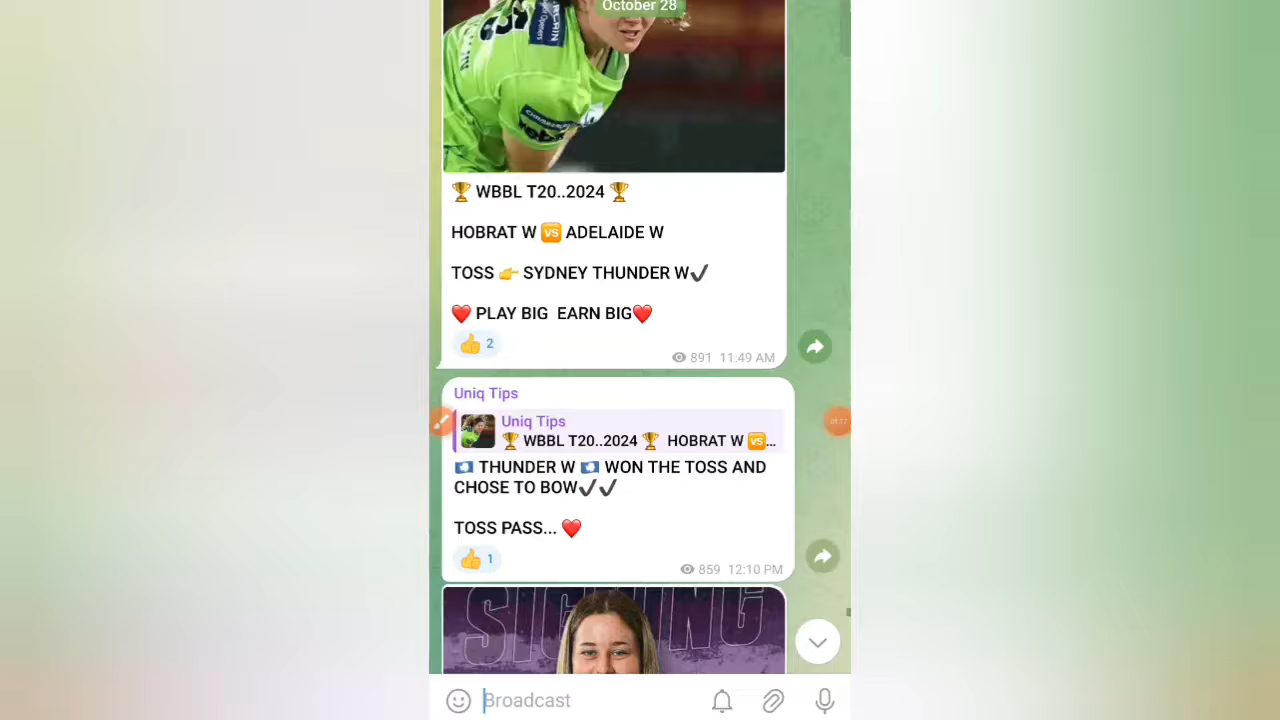 October 28
🏆 WBBL T20..2024 🏆
HOBRAT W 🆚 ADELAIDE W
TOSS 👉 SYDNEY THUNDER W✔️
❤️ PLAY BIG  EARN BIG❤️
👍 2
891 11:49 AM
Uniq Tips
Uniq Tips
🏆 WBBL T20..2024 🏆 HOBRAT W 🆚...
THUNDER W WON THE TOSS AND
CHOSE TO BOW✔️✔️
TOSS PASS... ❤️
👍 1
859 12:10 PM
SIGNING
Broadcast